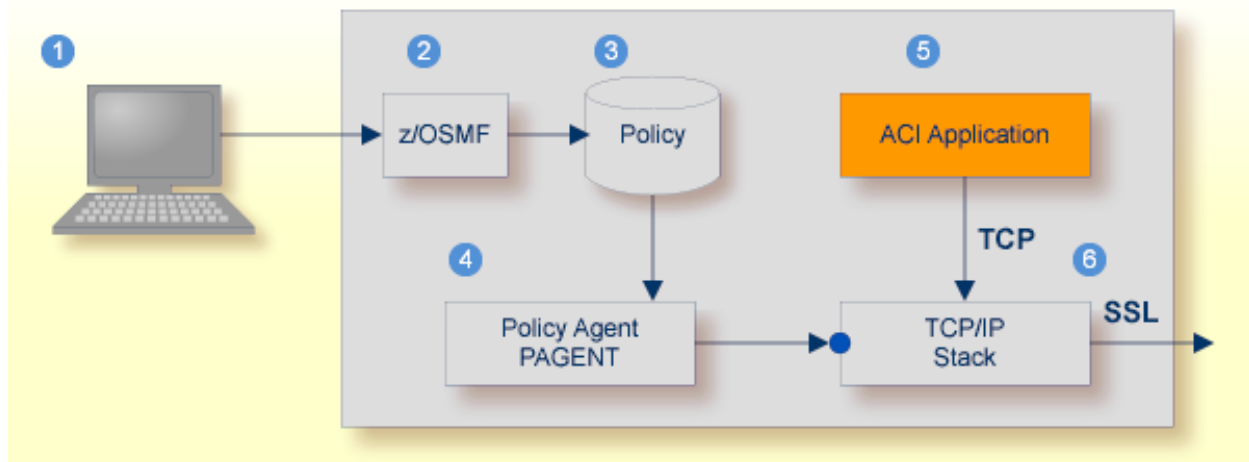 1
2
3
5
z/OSMF
Policy
ACI Application
TCP
4
6
Policy Agent
PAGENT
TCP/IP
Stack
SSL